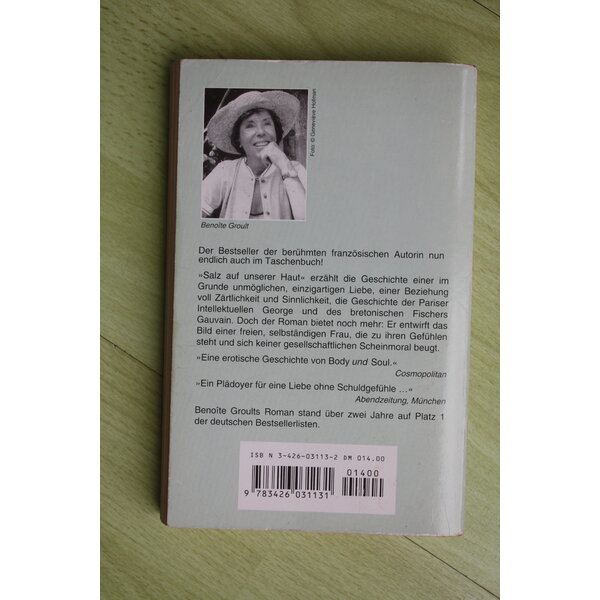 Foto: © Geneviève Hofman
Benoîte Groult
Der Bestseller der berühmten französischen Autorin nun
endlich auch im Taschenbuch!
»Salz auf unserer Haut« erzählt die Geschichte einer im
Grunde unmöglichen, einzigartigen Liebe, einer Beziehung
voll Zärtlichkeit und Sinnlichkeit, die Geschichte der Pariser
Intellektuellen George und des bretonischen Fischers
Gauvain. Doch der Roman bietet noch mehr: Er entwirft das
Bild einer freien, selbständigen Frau, die zu ihren Gefühlen
steht und sich keiner gesellschaftlichen Scheinmoral beugt.
»Eine erotische Geschichte von Body und Soul.«
Cosmopolitan
»Ein Plädoyer für eine Liebe ohne Schuldgefühle ...«
Abendzeitung, München
Benoîte Groults Roman stand über zwei Jahre auf Platz 1
der deutschen Bestsellerlisten.
ISB N 3-426-03113-2 DM 014.00
01400
9 783426 031131